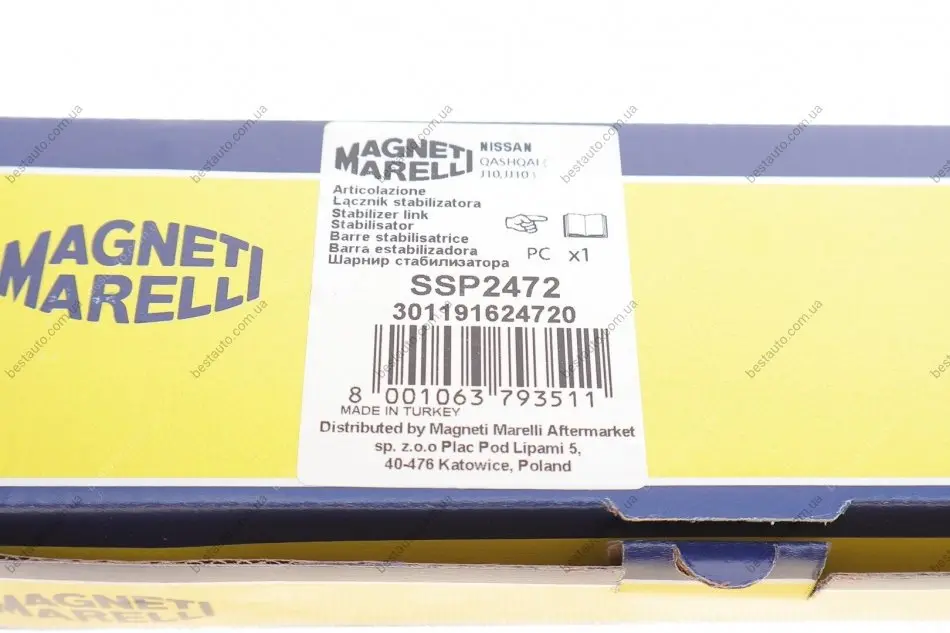 MAGNETI
MARELLI
NISSAN
QASHQAI
J10, JJ10
Articolazione
Łącznik stabilizatora
Stabilizer link
Stabilisator
Barre stabilisatrice
Barra estabilizadora
Шарнир стабилизатора
PC x1
SSP2472
301191624720
8 001063 793511
MADE IN TURKEY
Distributed by Magneti Marelli Aftermarket
sp. z.o.o Plac Pod Lipami 5,
40-476 Katowice, Poland
MAGNETI
MARELLI
MAGNETI
MARELLI
bestauto.com.ua